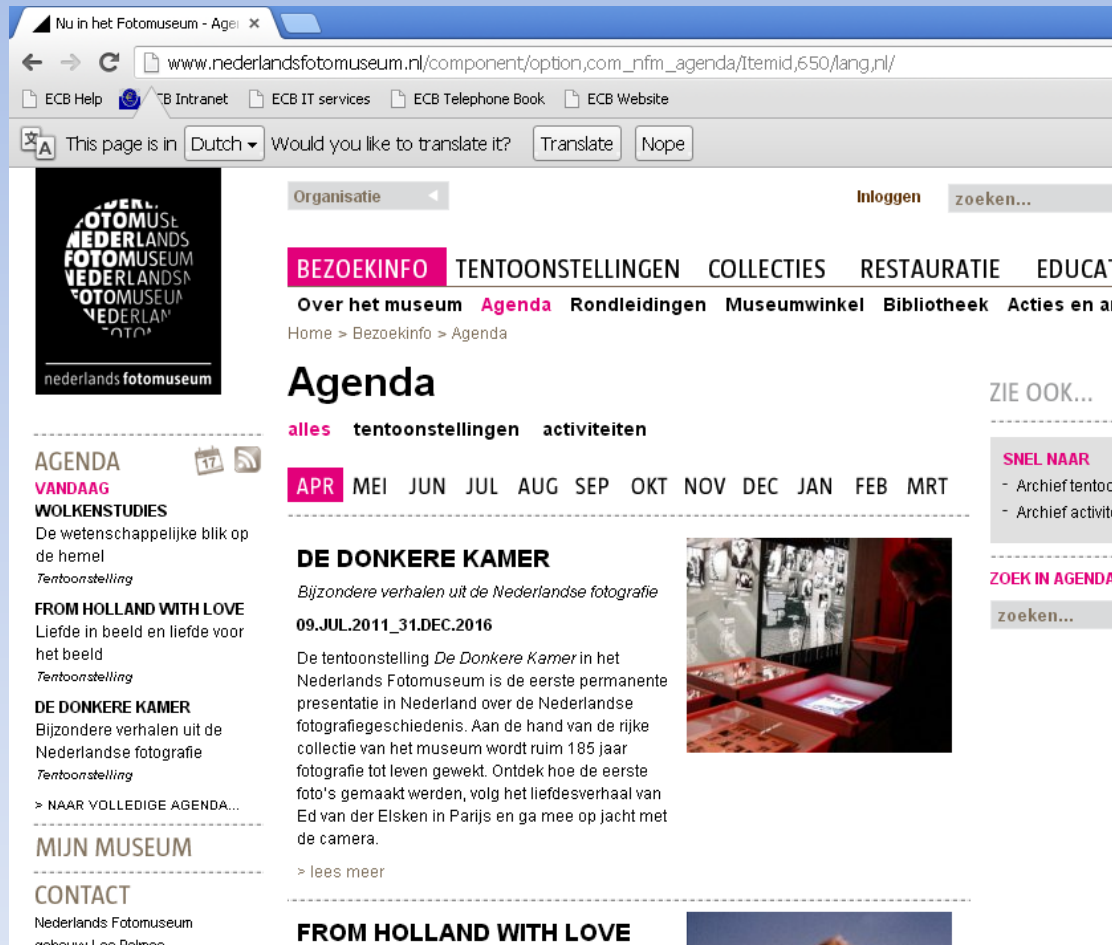 Nu in het Fotomuseum - Age
www.nederlandsfotomuseum.nl/component/option,com_nfm_agenda/Itemid,650/lang,nl/
ECB Help
ECB Intranet
ECB IT services
ECB Telephone Book
ECB Website
This page is in Dutch Would you like to translate it? Translate Nope
NEDERLANDS
FOTOMUSEUM
nederlands fotomuseum
Organisatie
Inloggen
zoeken...
BEZOEKINFO TENTOONSTELLINGEN COLLECTIES RESTAURATIE EDUCAT
Over het museum Agenda Rondleidingen Museumwinkel Bibliotheek Acties en a
Home > Bezoekinfo > Agenda
Agenda
alles tentoonstellingen activiteiten
APR MEI JUN JUL AUG SEP OKT NOV DEC JAN FEB MRT
AGENDA
17
VANDAAG
WOLKENSTUDIES
De wetenschappelijke blik op
de hemel
Tentoonstelling
FROM HOLLAND WITH LOVE
Liefde in beeld en liefde voor
het beeld
Tentoonstelling
DE DONKERE KAMER
Bijzondere verhalen uit de
Nederlandse fotografie
Tentoonstelling
> NAAR VOLLEDIGE AGENDA...
MIJN MUSEUM
CONTACT
Nederlands Fotomuseum
DE DONKERE KAMER
Bijzondere verhalen uit de Nederlandse fotografie
09.JUL.2011_31.DEC.2016
De tentoonstelling De Donkere Kamer in het
Nederlands Fotomuseum is de eerste permanente
presentatie in Nederland over de Nederlandse
fotografiegeschiedenis. Aan de hand van de rijke
collectie van het museum wordt ruim 185 jaar
fotografie tot leven gewekt. Ontdek hoe de eerste
foto's gemaakt werden, volg het liefdesverhaal van
Ed van der Elsken in Parijs en ga mee op jacht met
de camera.
> lees meer
FROM HOLLAND WITH LOVE
ZIE OOK...
SNEL NAAR
- Archief tentoo
- Archief activite
ZOEK IN AGENDA
zoeken...